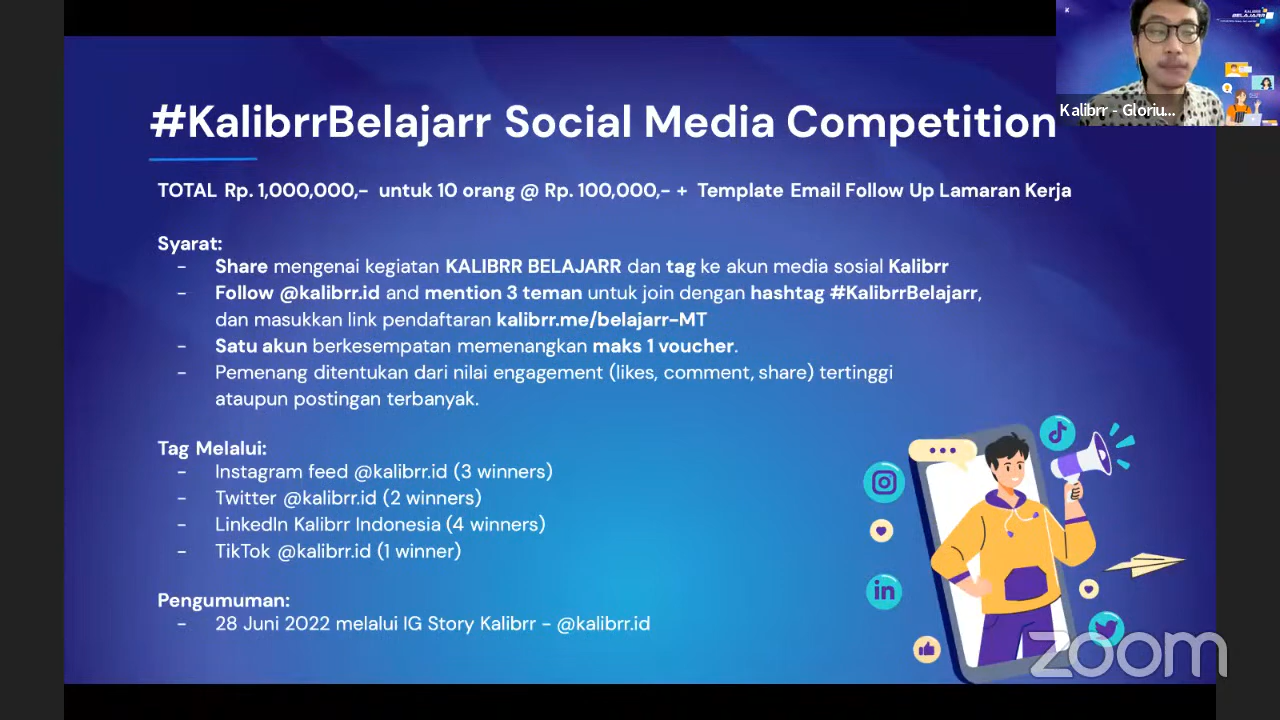 #KalibrrBelajarr Social Media Competition
Kalibrr - Gloriu...
TOTAL Rp. 1,000,000,- untuk 10 orang @ Rp. 100,000,- + Template Email Follow Up Lamaran Kerja
Syarat:
- Share mengenai kegiatan KALIBRR BELAJARR dan tag ke akun media sosial Kalibrr
- Follow @kalibrr.id and mention 3 teman untuk join dengan hashtag #KalibrrBelajarr,
dan masukkan link pendaftaran kalibrr.me/belajarr-MT
- Satu akun berkesempatan memenangkan maks 1 voucher.
- Pemenang ditentukan dari nilai engagement (likes, comment, share) tertinggi
ataupun postingan terbanyak.
Tag Melalui:
- Instagram feed @kalibrr.id (3 winners)
- Twitter @kalibrr.id (2 winners)
- LinkedIn Kalibrr Indonesia (4 winners)
- TikTok @kalibrr.id (1 winner)
Pengumuman:
- 28 Juni 2022 melalui IG Story Kalibrr - @kalibrr.id
in
zoom